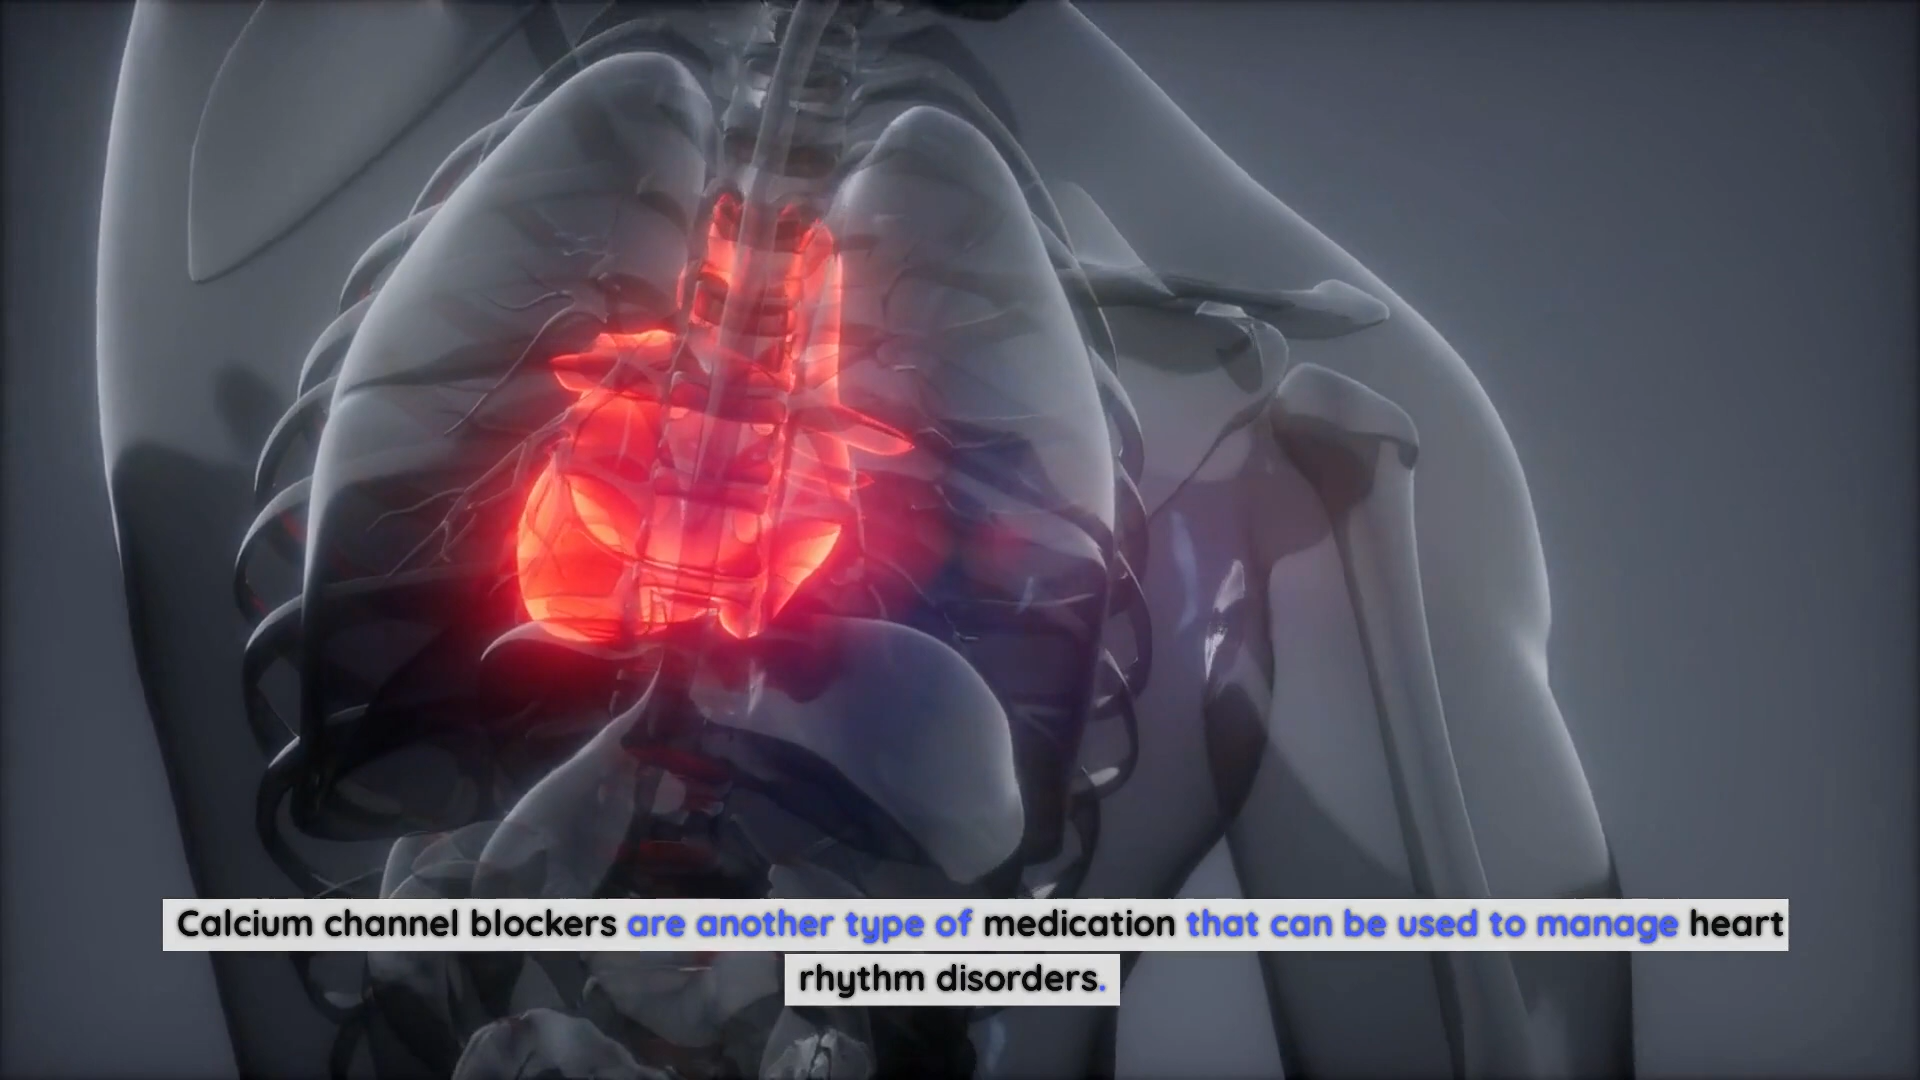 Calcium channel blockers are another type of medication that can be used to manage heart
rhythm disorders.